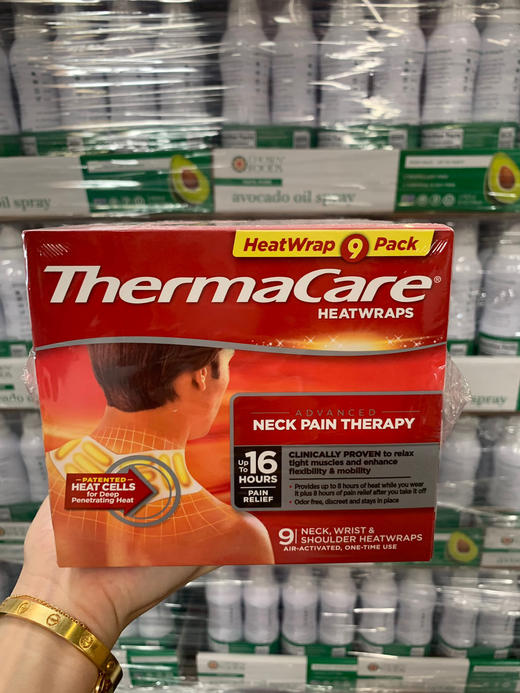 oil spray
CHOSEN
FOODS
avocado oil spray
HeatWrap 9 Pack
ThermaCare®
HEATWRAPS
ADVANCED
NECK PAIN THERAPY
Up To 16 HOURS
PAIN RELIEF
CLINICALLY PROVEN to relax
tight muscles and enhance
flexibility & mobility
• Provides up to 8 hours of heat while you wear
it plus 8 hours of pain relief after you take it off
• Odor free, discreet and stays in place
PATENTED
HEAT CELLS
for Deep
Penetrating Heat
9 NECK, WRIST &
SHOULDER HEATWRAPS
AIR-ACTIVATED, ONE-TIME USE